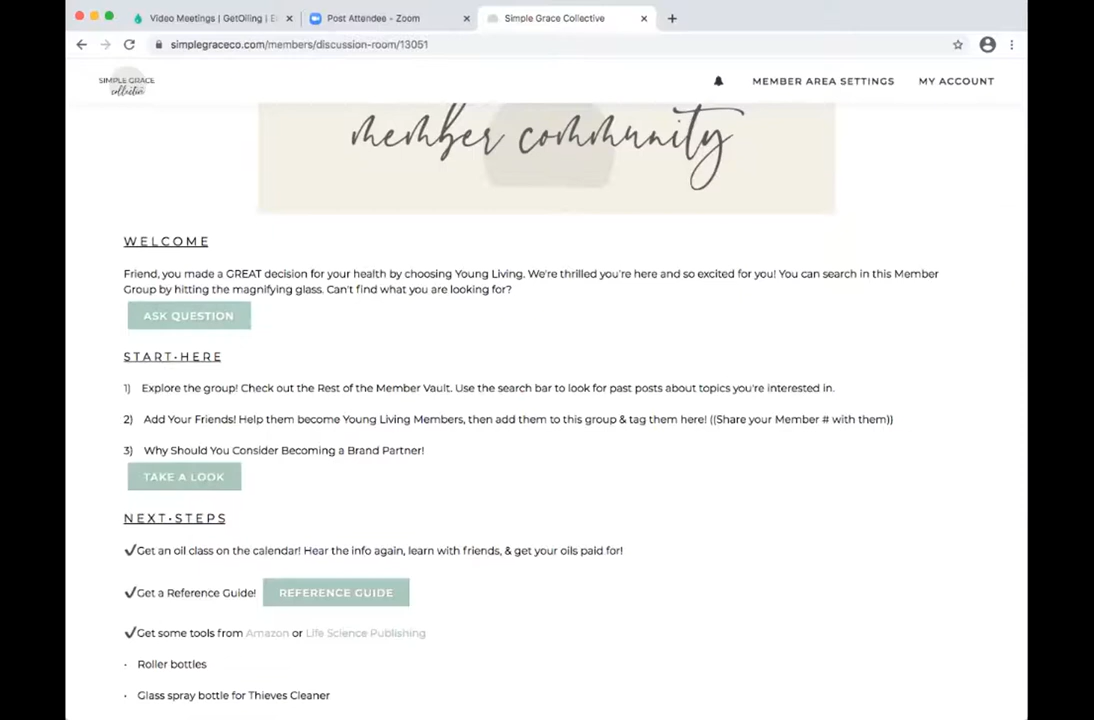 Video Meetings | GetOiling | E
Post Attendee - Zoom
Simple Grace Collective
simplegraceco.com/members/discussion-room/13051
SIMPLE GRACE
collective
MEMBER AREA SETTINGS
MY ACCOUNT
member community
WELCOME
Friend, you made a GREAT decision for your health by choosing Young Living. We're thrilled you're here and so excited for you! You can search in this Member
Group by hitting the magnifying glass. Can't find what you are looking for?
ASK QUESTION
START•HERE
1) Explore the group! Check out the Rest of the Member Vault. Use the search bar to look for past posts about topics you're interested in.
2) Add Your Friends! Help them become Young Living Members, then add them to this group & tag them here! ((Share your Member # with them))
3) Why Should You Consider Becoming a Brand Partner!
TAKE A LOOK
NEXT•STEPS
✔Get an oil class on the calendar! Hear the info again, learn with friends, & get your oils paid for!
✔Get a Reference Guide! REFERENCE GUIDE
✔Get some tools from Amazon or Life Science Publishing
· Roller bottles
· Glass spray bottle for Thieves Cleaner